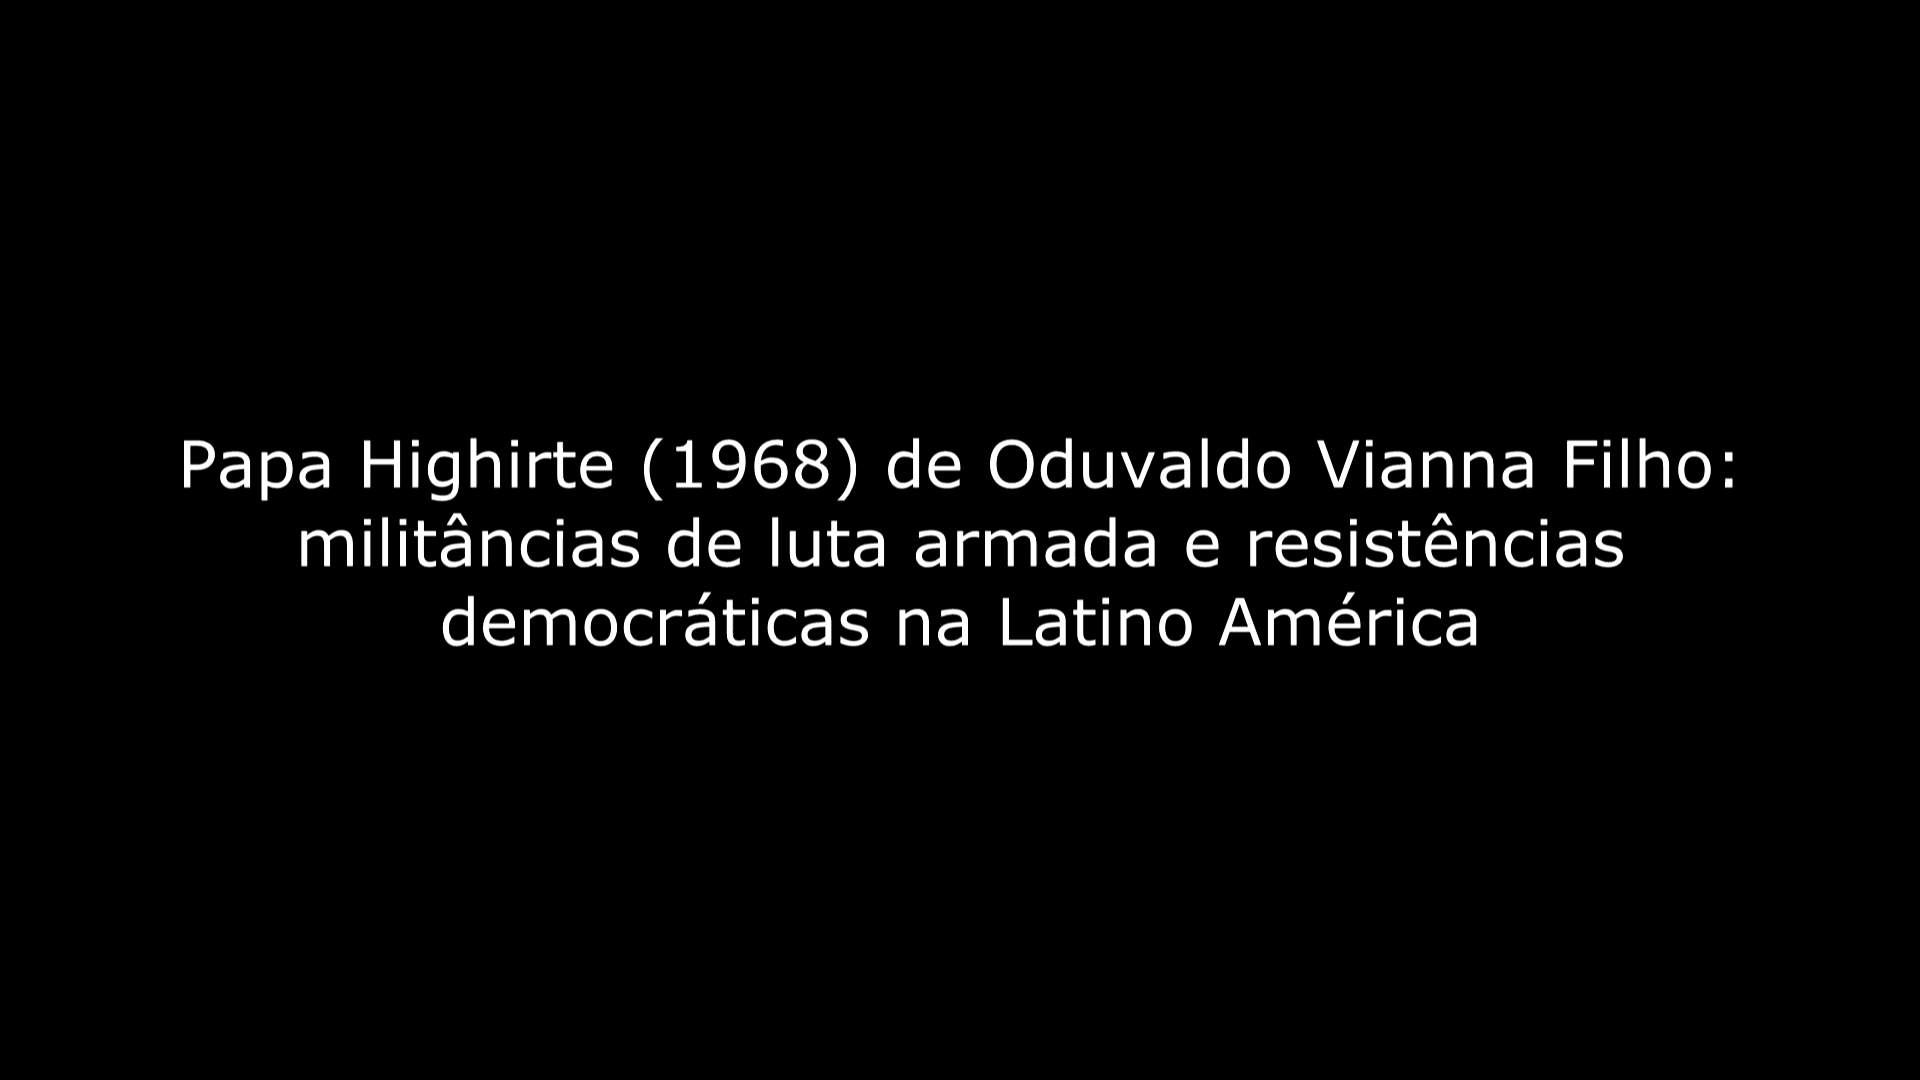 Papa Highirte (1968) de Oduvaldo Vianna Filho:
militâncias de luta armada e resistências
democráticas na Latino América